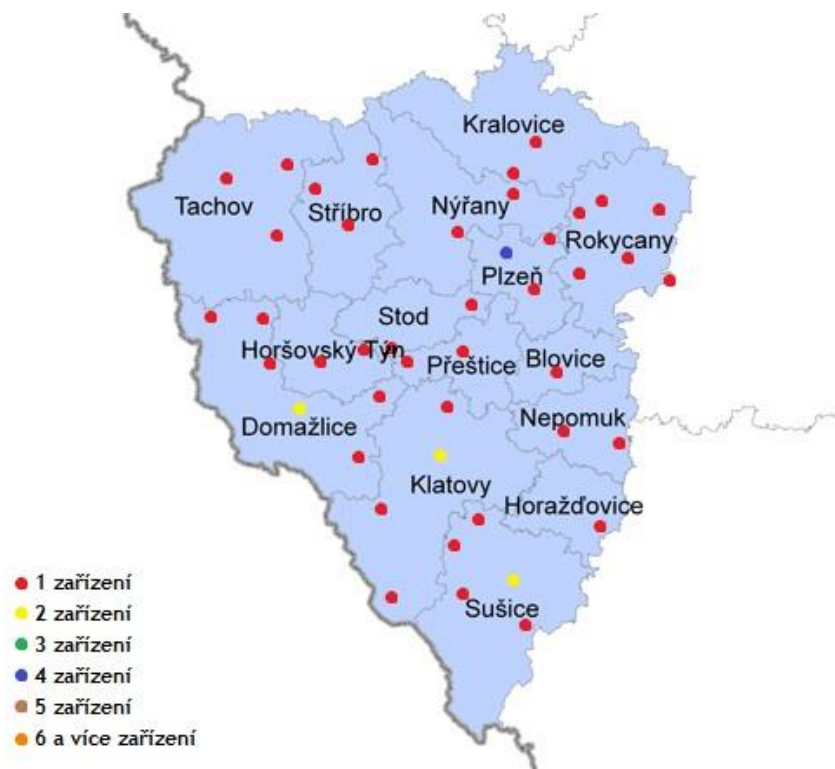 Kralovice
Tachov
Stříbro
Nýřany
Rokycany
Plzeň
Stod
Horšovský Týn
Přeštice
Blovice
Domažlice
Nepomuk
Klatovy
Horažďovice
Sušice
1 zařízení
2 zařízení
3 zařízení
4 zařízení
5 zařízení
6 a více zařízení